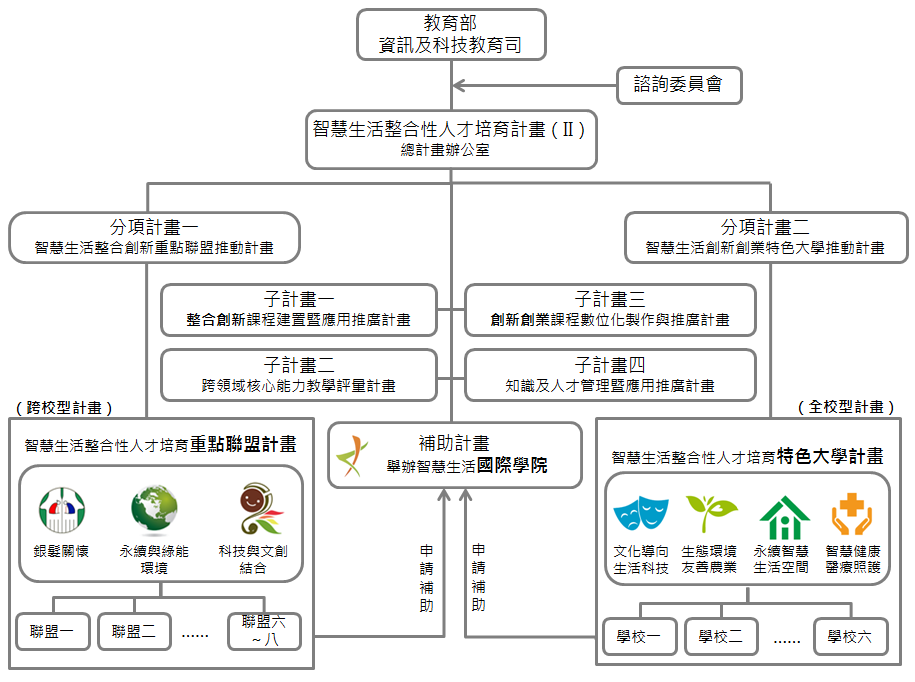 教育部
資訊及科技教育司
諮詢委員會
智慧生活整合性人才培育計畫（II）
總計畫辦公室
分項計畫一
智慧生活整合創新重點聯盟推動計畫
分項計畫二
智慧生活創新創業特色大學推動計畫
子計畫一
整合創新課程建置暨應用推廣計畫
子計畫三
創新創業課程數位化製作與推廣計畫
子計畫二
跨領域核心能力教學評量計畫
子計畫四
知識及人才管理暨應用推廣計畫
（跨校型計畫）
（全校型計畫）
智慧生活整合性人才培育重點聯盟計畫
補助計畫
舉辦智慧生活國際學院
智慧生活整合性人才培育特色大學計畫
銀髮關懷
永續與綠能
環境
科技與文創
結合
文化導向
生活科技
生態環境
友善農業
永續智慧
生活空間
智慧健康
醫療照護
申請補助
申請補助
聯盟一
聯盟二
......
聯盟六
~八
學校一
學校二
......
學校六